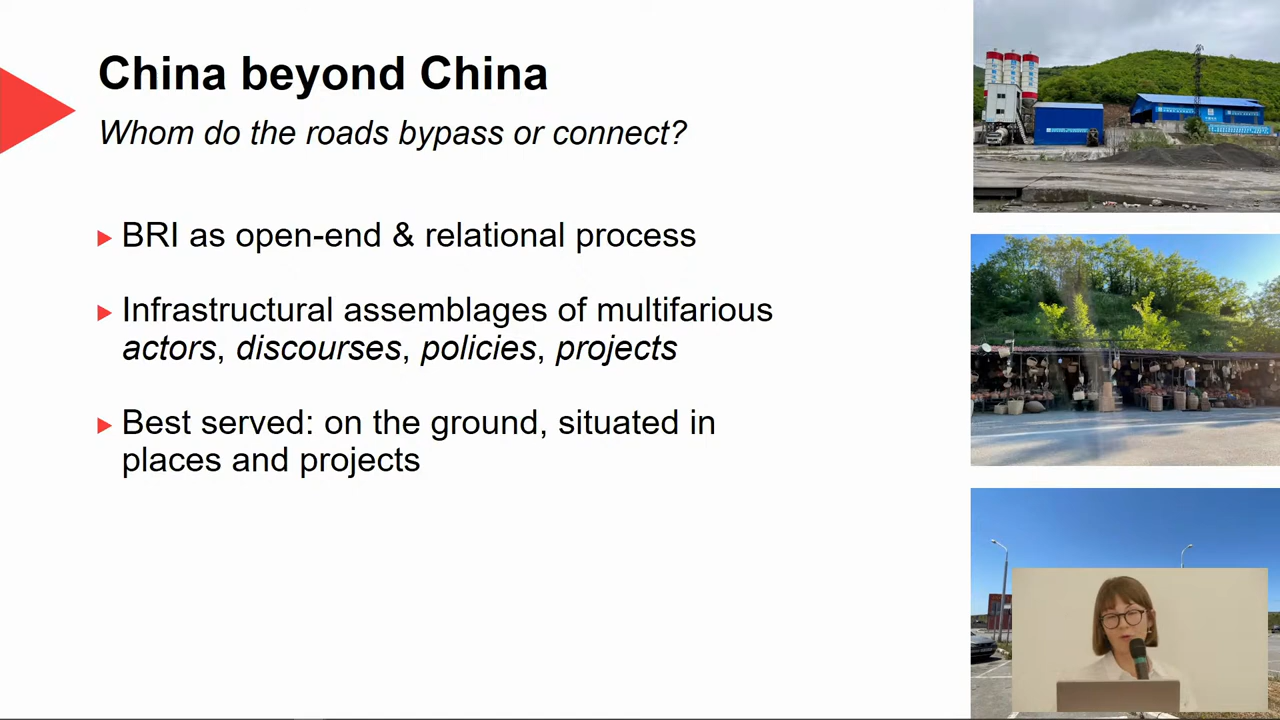 China beyond China
Whom do the roads bypass or connect?
BRI as open-end & relational process
Infrastructural assemblages of multifarious
actors, discourses, policies, projects
Best served: on the ground, situated in
places and projects